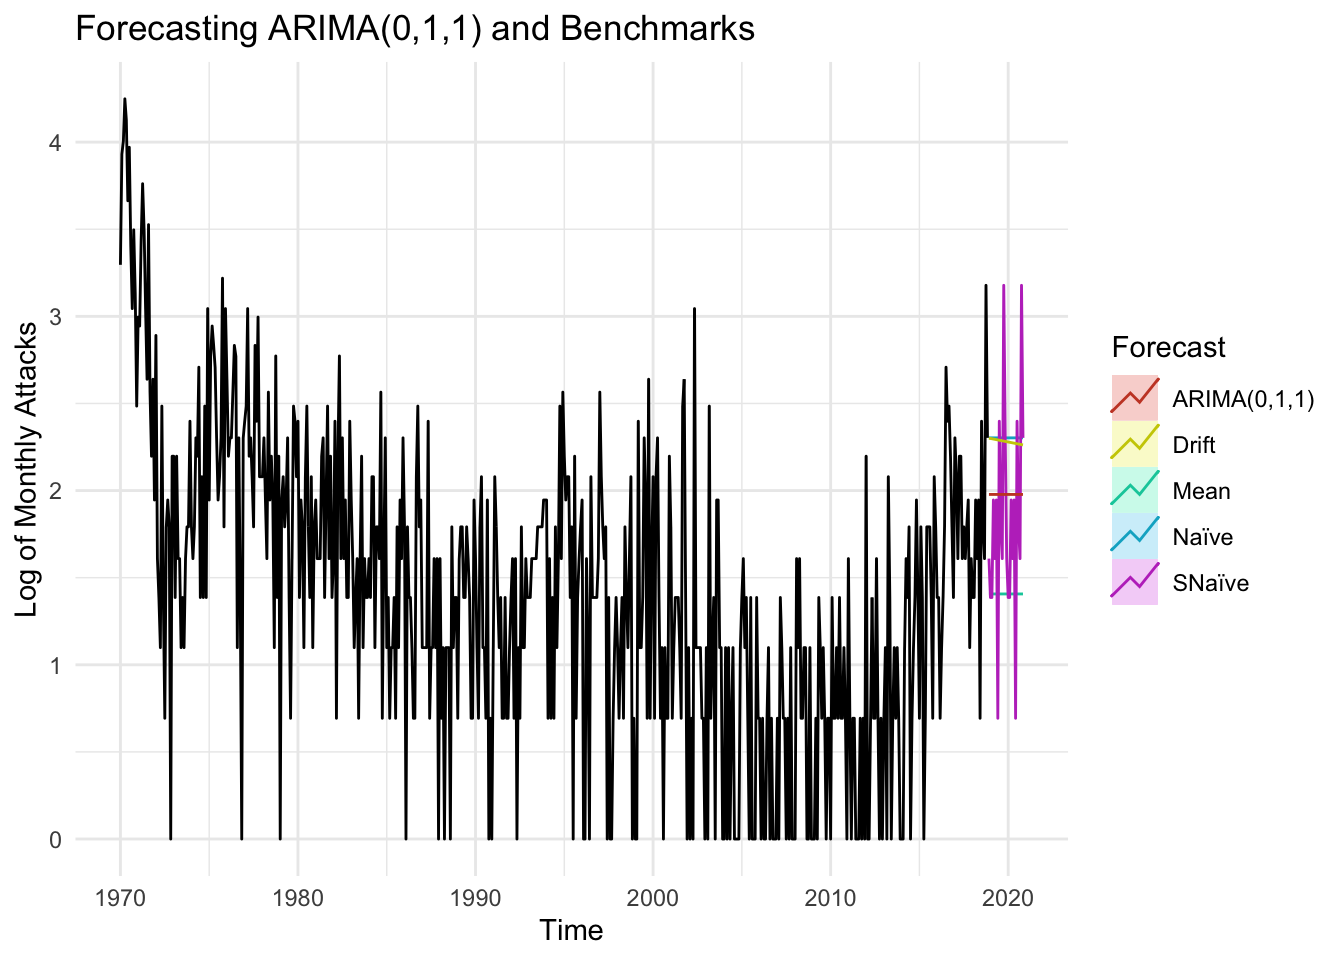 Forecasting ARIMA(0,1,1) and Benchmarks
Log of Monthly Attacks
4
3
2
1
0
1970
1980
1990
2000
2010
2020
Time
Forecast
ARIMA(0,1,1)
Drift
Mean
Naïve
SNaïve